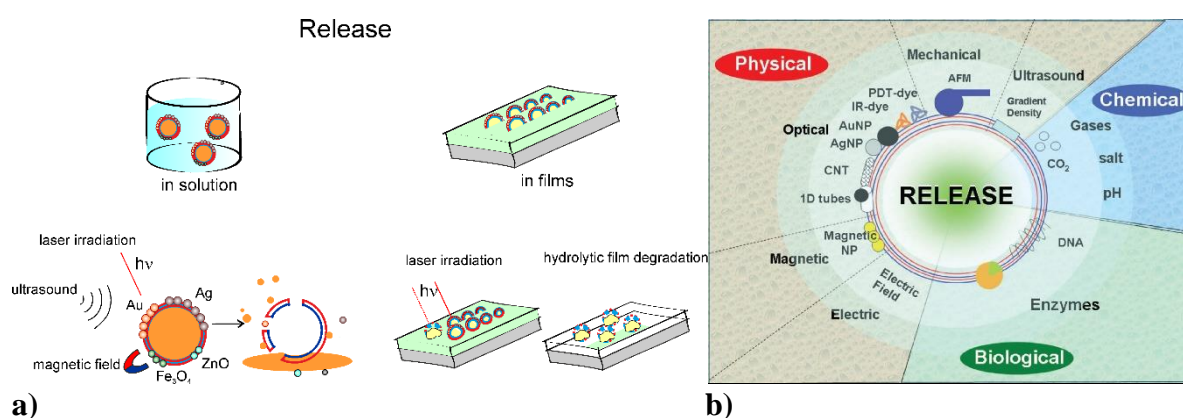 Release
in solution
in films
laser irradiation
hν
ultrasound
Au
Ag
magnetic field
Fe₃O₄
ZnO
laser irradiation
hν
hydrolytic film degradation
a)
Physical
Mechanical
AFM
Ultrasound
Gradient
Density
PDT-dye
IR-dye
Optical
AuNP
AgNP
CNT
1D tubes
Magnetic
NP
Magnetic
Electric
Field
Electric
RELEASE
Chemical
Gases
CO₂
salt
pH
DNA
Enzymes
Biological
b)